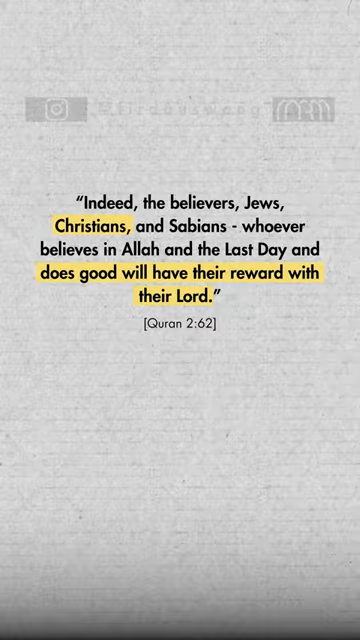 "Indeed, the believers, Jews,
Christians, and Sabians - whoever
believes in Allah and the Last Day and
does good will have their reward with
their Lord."
[Quran 2:62]